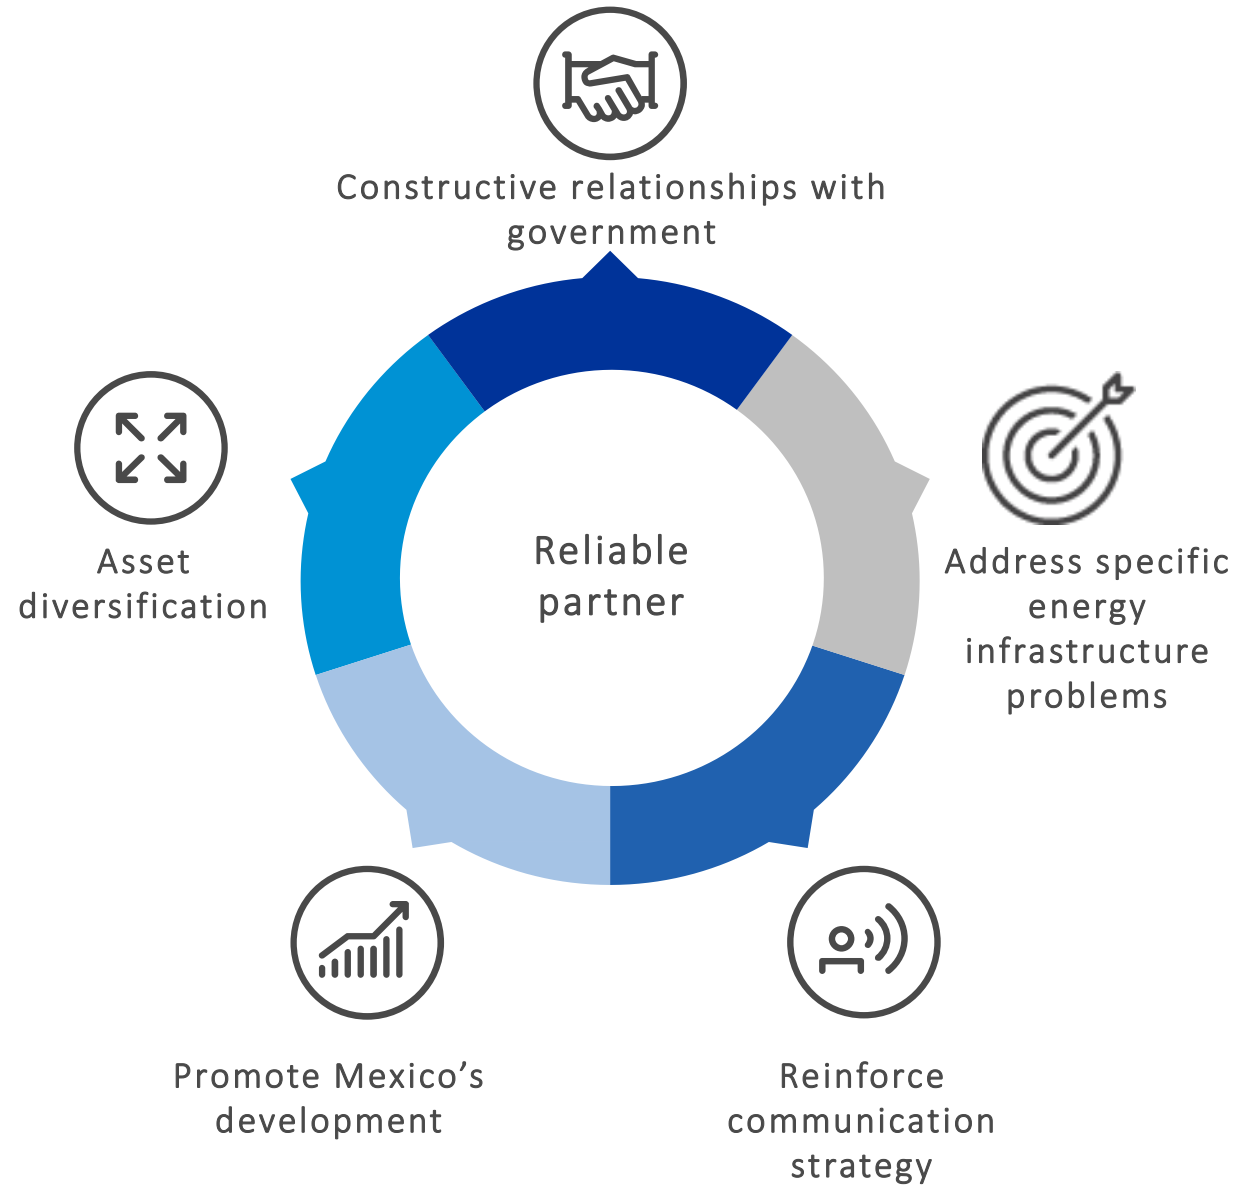 Constructive relationships with
government
Asset
diversification
Reliable
partner
Address specific
energy
infrastructure
problems
Promote Mexico’s
development
Reinforce
communication
strategy